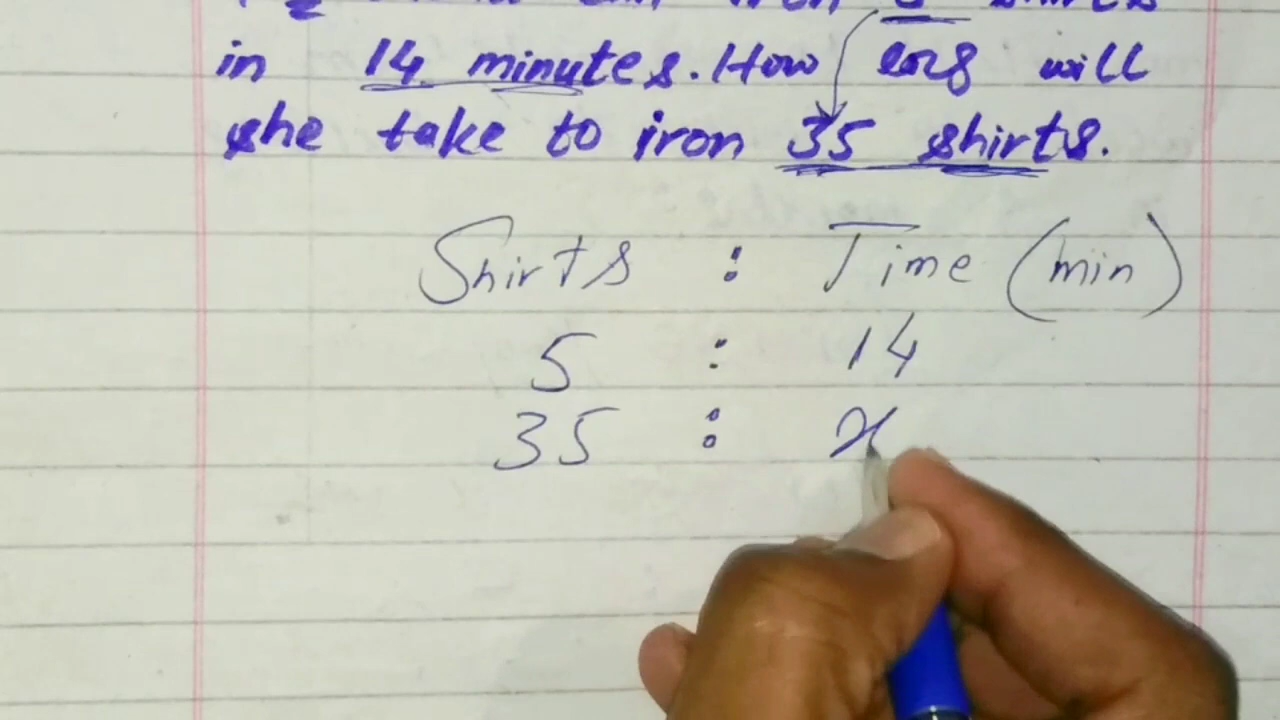 in 14 minutes. How long will
she take to iron 35 shirts.
Shirts : Time (min)
5 : 14
35 : x